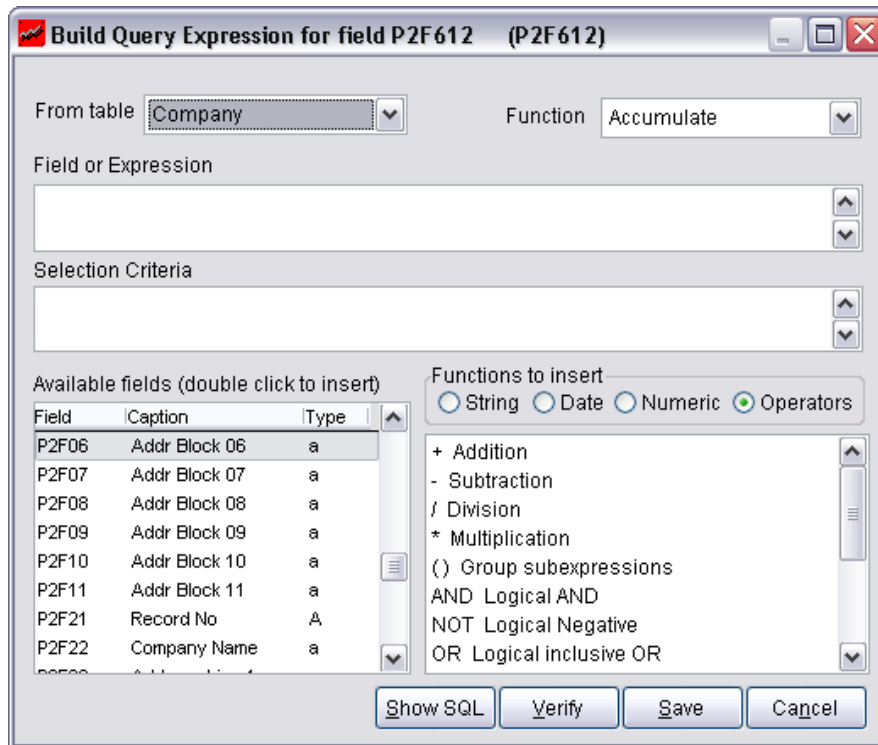 Build Query Expression for field P2F612 (P2F612)
From table Company Function Accumulate
Field or Expression
Selection Criteria
Available fields (double click to insert)
Field Caption Type
P2F06 Addr Block 06 a
P2F07 Addr Block 07 a
P2F08 Addr Block 08 a
P2F09 Addr Block 09 a
P2F10 Addr Block 10 a
P2F11 Addr Block 11 a
P2F21 Record No A
P2F22 Company Name a
Functions to insert
String Date Numeric Operators
+ Addition
- Subtraction
/ Division
* Multiplication
() Group subexpressions
AND Logical AND
NOT Logical Negative
OR Logical inclusive OR
Show SQL Verify Save Cancel